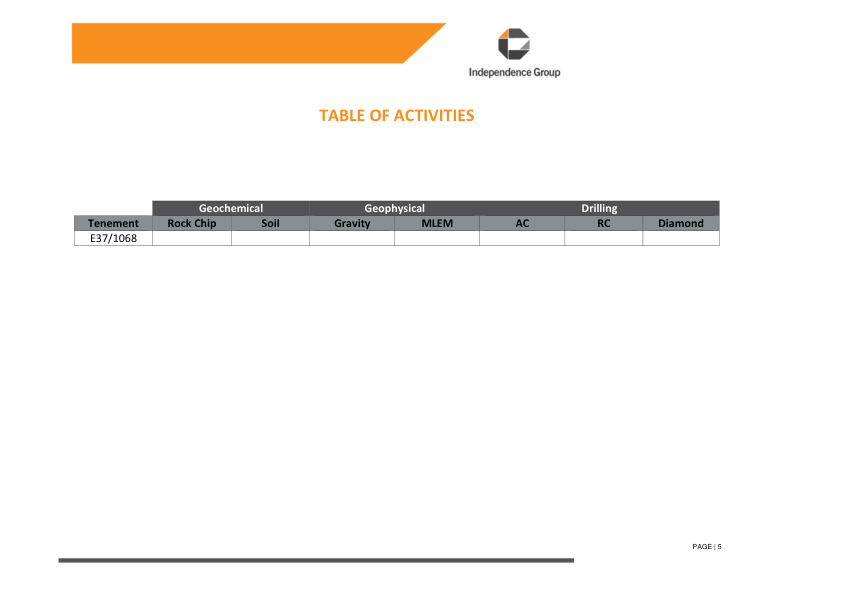 Independence Group
TABLE OF ACTIVITIES
Geochemical Geophysical Drilling
Tenement Rock Chip Soil Gravity MLEM AC RC Diamond
E37/1068
PAGE | 5